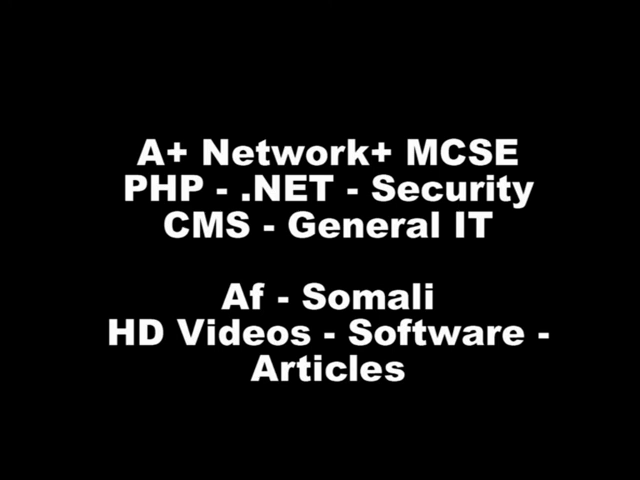 A+ Network+ MCSE
PHP - .NET - Security
CMS - General IT
Af - Somali
HD Videos - Software -
Articles